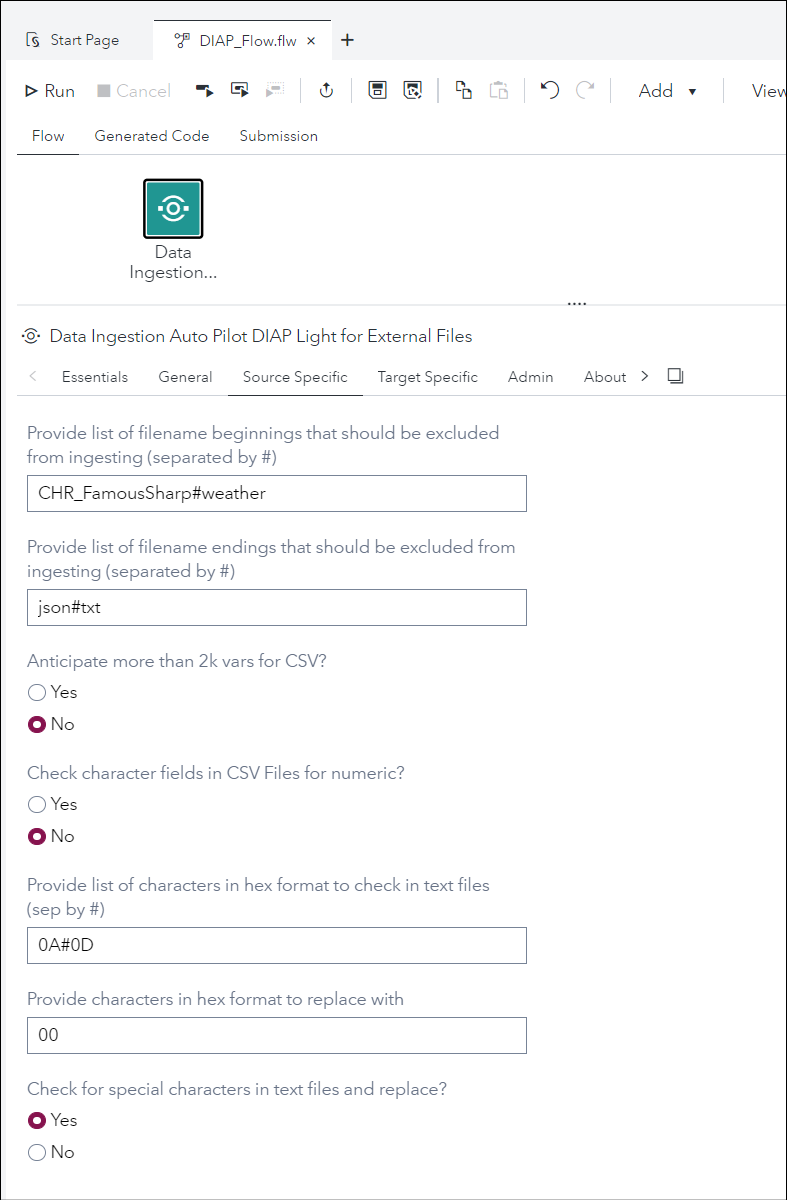 Start Page
DIAP_Flow.flw
Run
Cancel
Add
View
Flow
Generated Code
Submission
Data
Ingestion...
Data Ingestion Auto Pilot DIAP Light for External Files
Essentials
General
Source Specific
Target Specific
Admin
About
Provide list of filename beginnings that should be excluded
from ingesting (separated by #)
CHR_FamousSharp#weather
Provide list of filename endings that should be excluded from
ingesting (separated by #)
json#txt
Anticipate more than 2k vars for CSV?
Yes
No
Check character fields in CSV Files for numeric?
Yes
No
Provide list of characters in hex format to check in text files
(sep by #)
0A#0D
Provide characters in hex format to replace with
00
Check for special characters in text files and replace?
Yes
No